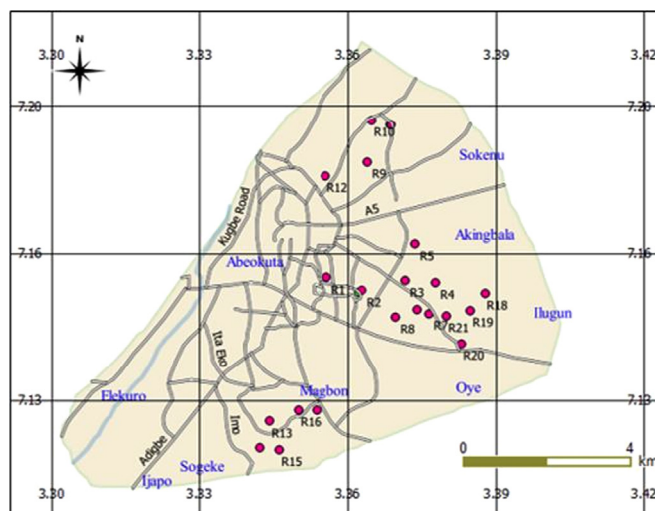 N
3.30 3.33 3.36 3.39 3.42
7.20 7.20
R10
Sokenu
R9
R12
Kugbe Road
A5
Akingbala
R5
7.16 7.16
Abeokuta
R1 R2 R3 R4 R18
Ilugun
R8 R7 R21 R19
R20
Ita Eko
Oye
Magbon
7.13 7.13
Elekuro
R16
R13
Imo
Adigbe
R15
Sogeke
Ijapo
0 4
km
3.30 3.33 3.36 3.39 3.42